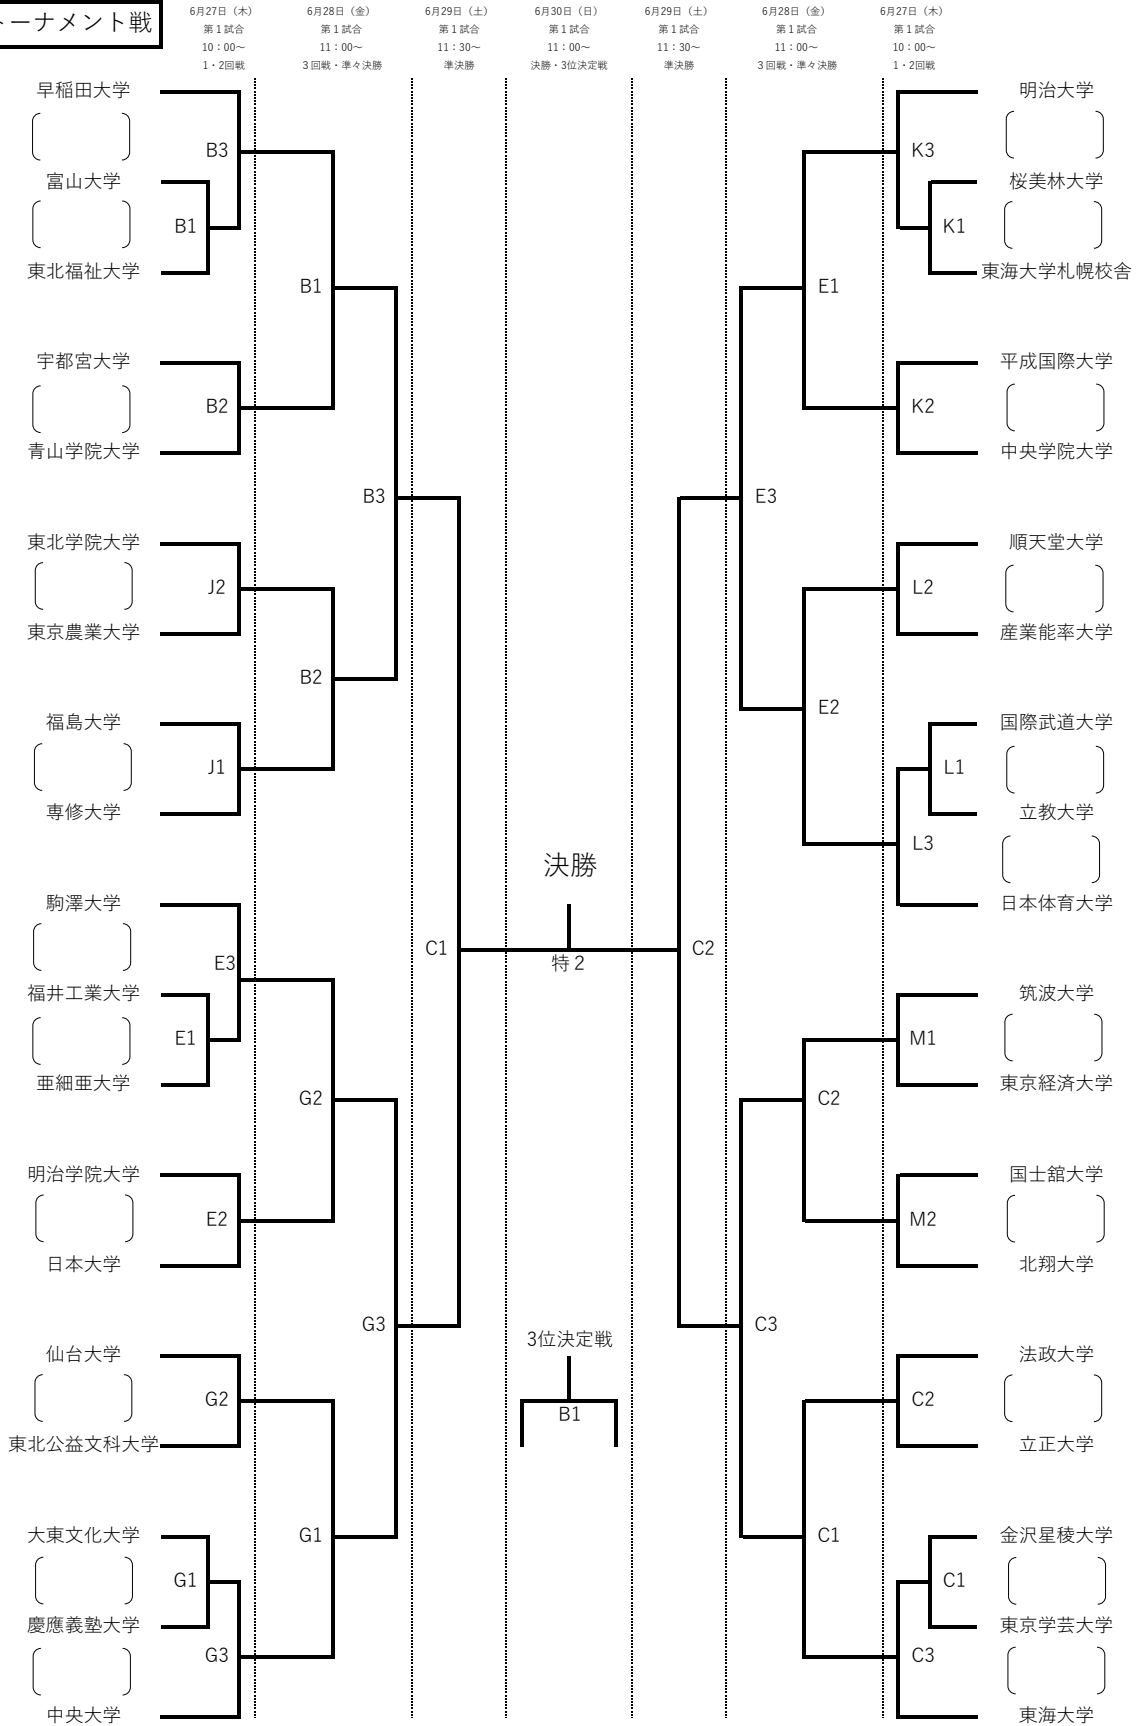 トーナメント戦
6月27日（木） 6月28日（金） 6月29日（土） 6月30日（日） 6月29日（土） 6月28日（金） 6月27日（木）
第１試合 第１試合 第１試合 第１試合 第１試合 第１試合 第１試合
10：00～ 11：00～ 11：30～ 11：00～ 11：30～ 11：00～ 10：00～
1・2回戦 ３回戦・準々決勝 準決勝 決勝・3位決定戦 準決勝 ３回戦・準々決勝 1・2回戦
早稲田大学 明治大学
B3 K3
富山大学 桜美林大学
B1 K1
東北福祉大学 東海大学札幌校舎
B1 E1
宇都宮大学 平成国際大学
B2 K2
青山学院大学 中央学院大学
B3 E3
東北学院大学 順天堂大学
J2 L2
東京農業大学 産業能率大学
B2 E2
福島大学 国際武道大学
J1 L1
専修大学 立教大学
L3
決勝
駒澤大学 日本体育大学
C1 C2
E3 特２
福井工業大学 筑波大学
E1 M1
亜細亜大学 東京経済大学
G2 C2
明治学院大学 国士舘大学
E2 M2
日本大学 北翔大学
G3 C3
3位決定戦
仙台大学 法政大学
G2 C2
B1
東北公益文科大学 立正大学
大東文化大学 金沢星稜大学
G1 C1
G1 C1
慶應義塾大学 東京学芸大学
G3 C3
中央大学 東海大学